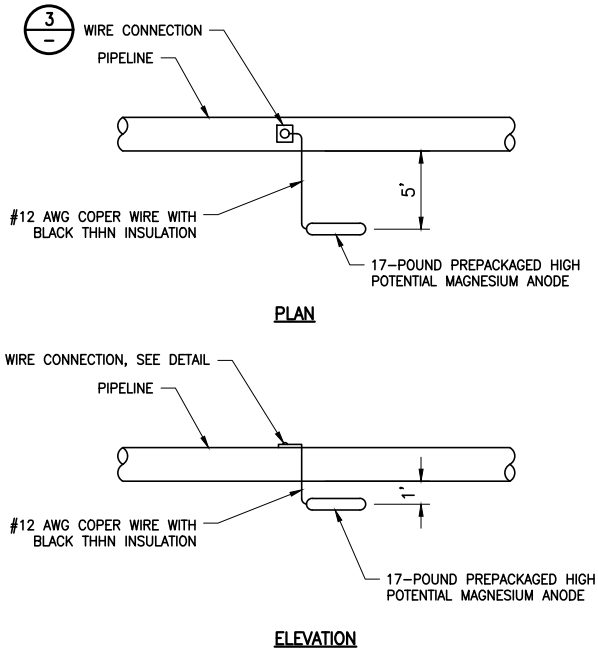 3
–
WIRE CONNECTION
PIPELINE
5'
#12 AWG COPER WIRE WITH
BLACK THHN INSULATION
17–POUND PREPACKAGED HIGH
POTENTIAL MAGNESIUM ANODE
PLAN
WIRE CONNECTION, SEE DETAIL
PIPELINE
1'
#12 AWG COPER WIRE WITH
BLACK THHN INSULATION
17–POUND PREPACKAGED HIGH
POTENTIAL MAGNESIUM ANODE
ELEVATION